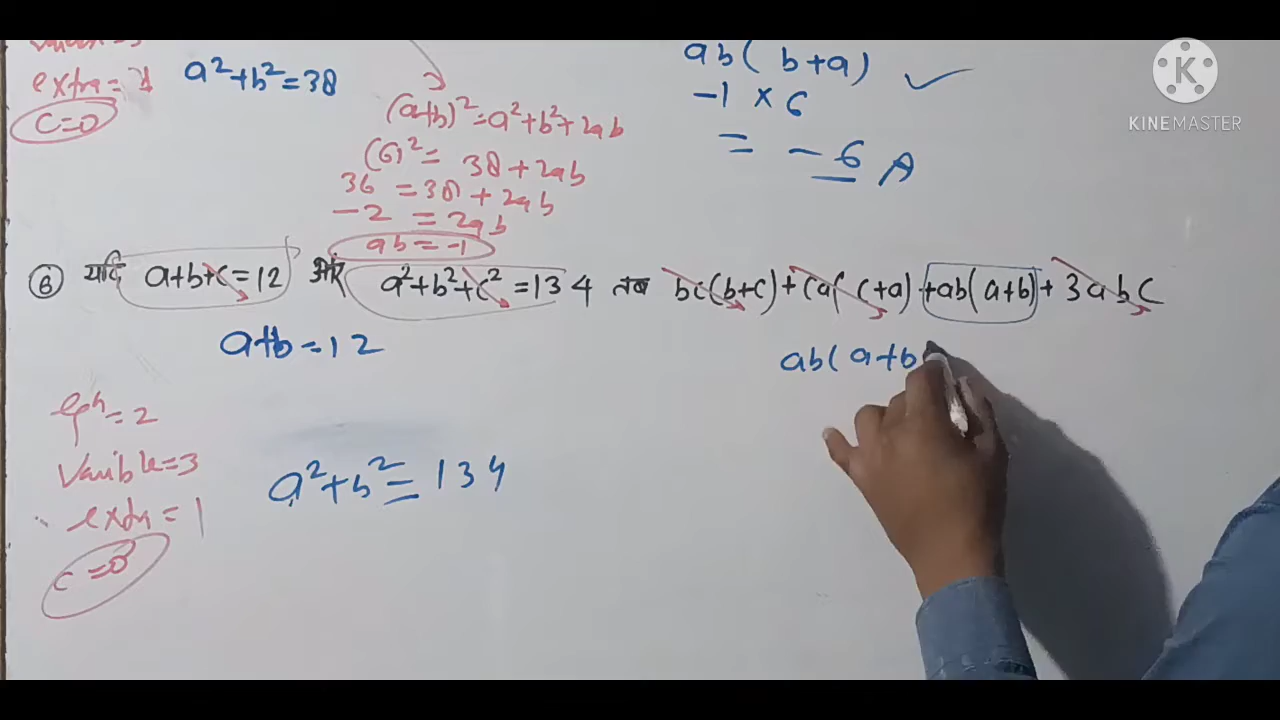 extra = 1
C=0
a²+b²=38
(a+b)²=a²+b²+2ab
(6)²= 38+2ab
36 =38+2ab
-2 = 2ab
ab=-1
ab( b+a)
-1 × 6
= -6 A
KINEMASTER
⑥ यदि a+b+c=12 और a²+b²+c²=134 तब bc(b+c)+ca(c+a)+ab(a+b)+3abc
a+b=12
ab(a+b
eqn=2
Varible=3
extra=1
c=0
a²+b²=134